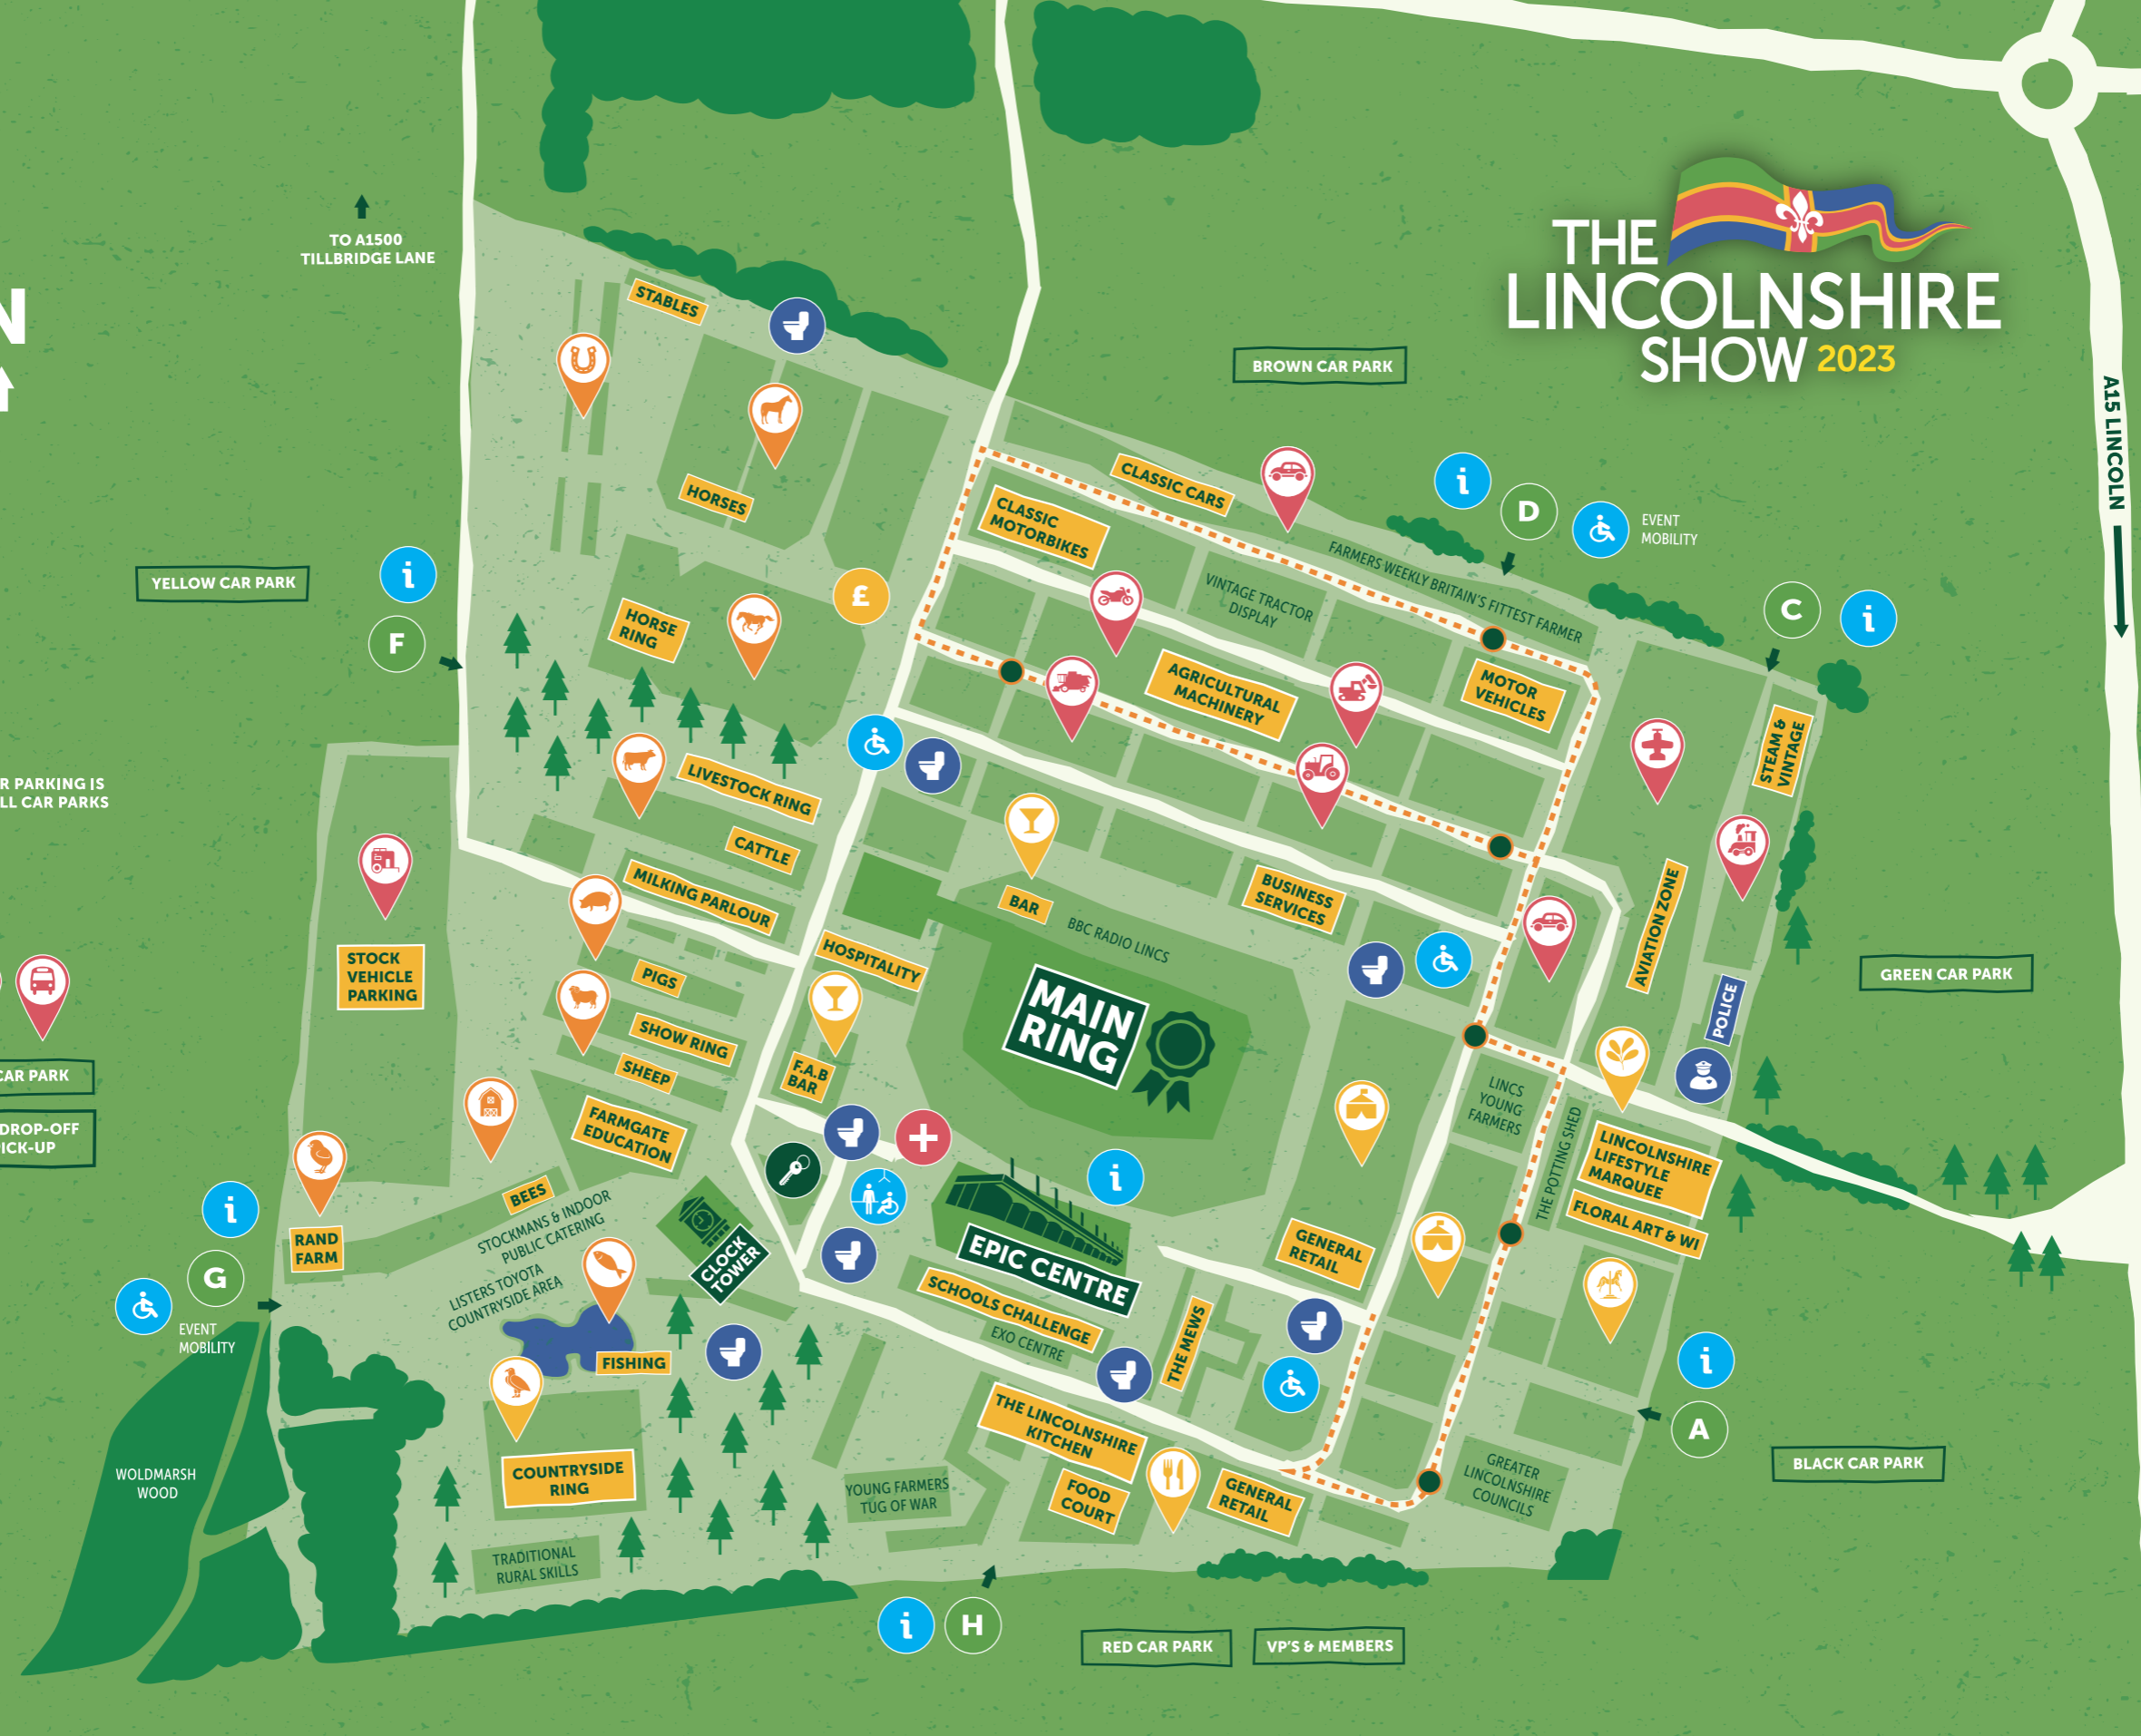 THE
LINCOLNSHIRE
SHOW 2023
N
TO A1500
TILLBRIDGE LANE
A15 LINCOLN
STABLES
HORSES
BROWN CAR PARK
CLASSIC CARS
CLASSIC
MOTORBIKES
i
D
EVENT
MOBILITY
FARMERS WEEKLY BRITAIN'S FITTEST FARMER
VINTAGE TRACTOR
DISPLAY
C
i
YELLOW CAR PARK
i
F
£
HORSE
RING
AGRICULTURAL
MACHINERY
MOTOR
VEHICLES
STEAM &
VINTAGE
R PARKING IS
LL CAR PARKS
LIVESTOCK RING
CATTLE
MILKING PARLOUR
BAR
BBC RADIO LINCS
BUSINESS
SERVICES
AVIATION ZONE
HOSPITALITY
STOCK
VEHICLE
PARKING
PIGS
SHOW RING
SHEEP
F.A.B
BAR
MAIN
RING
GREEN CAR PARK
POLICE
CAR PARK
DROP-OFF
ICK-UP
FARMGATE
EDUCATION
LINCS
YOUNG
FARMERS
THE POTTING SHED
LINCOLNSHIRE
LIFESTYLE
MARQUEE
FLORAL ART & WI
BEES
STOCKMANS & INDOOR
PUBLIC CATERING
i
G
RAND
FARM
EVENT
MOBILITY
LISTERS TOYOTA
COUNTRYSIDE AREA
CLOCK
TOWER
i
EPIC CENTRE
GENERAL
RETAIL
SCHOOLS CHALLENGE
EXO CENTRE
THE MEWS
FISHING
i
A
WOLDMARSH
WOOD
COUNTRYSIDE
RING
THE LINCOLNSHIRE
KITCHEN
FOOD
COURT
GENERAL
RETAIL
GREATER
LINCOLNSHIRE
COUNCILS
BLACK CAR PARK
YOUNG FARMERS
TUG OF WAR
TRADITIONAL
RURAL SKILLS
i
H
RED CAR PARK
VP'S & MEMBERS